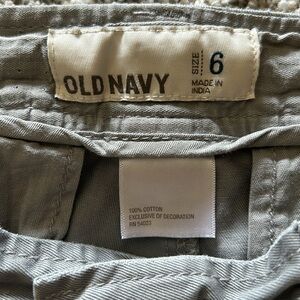 OLD NAVY
SIZE 6
MADE IN
INDIA
100% COTTON
EXCLUSIVE OF DECORATION
RN 54023